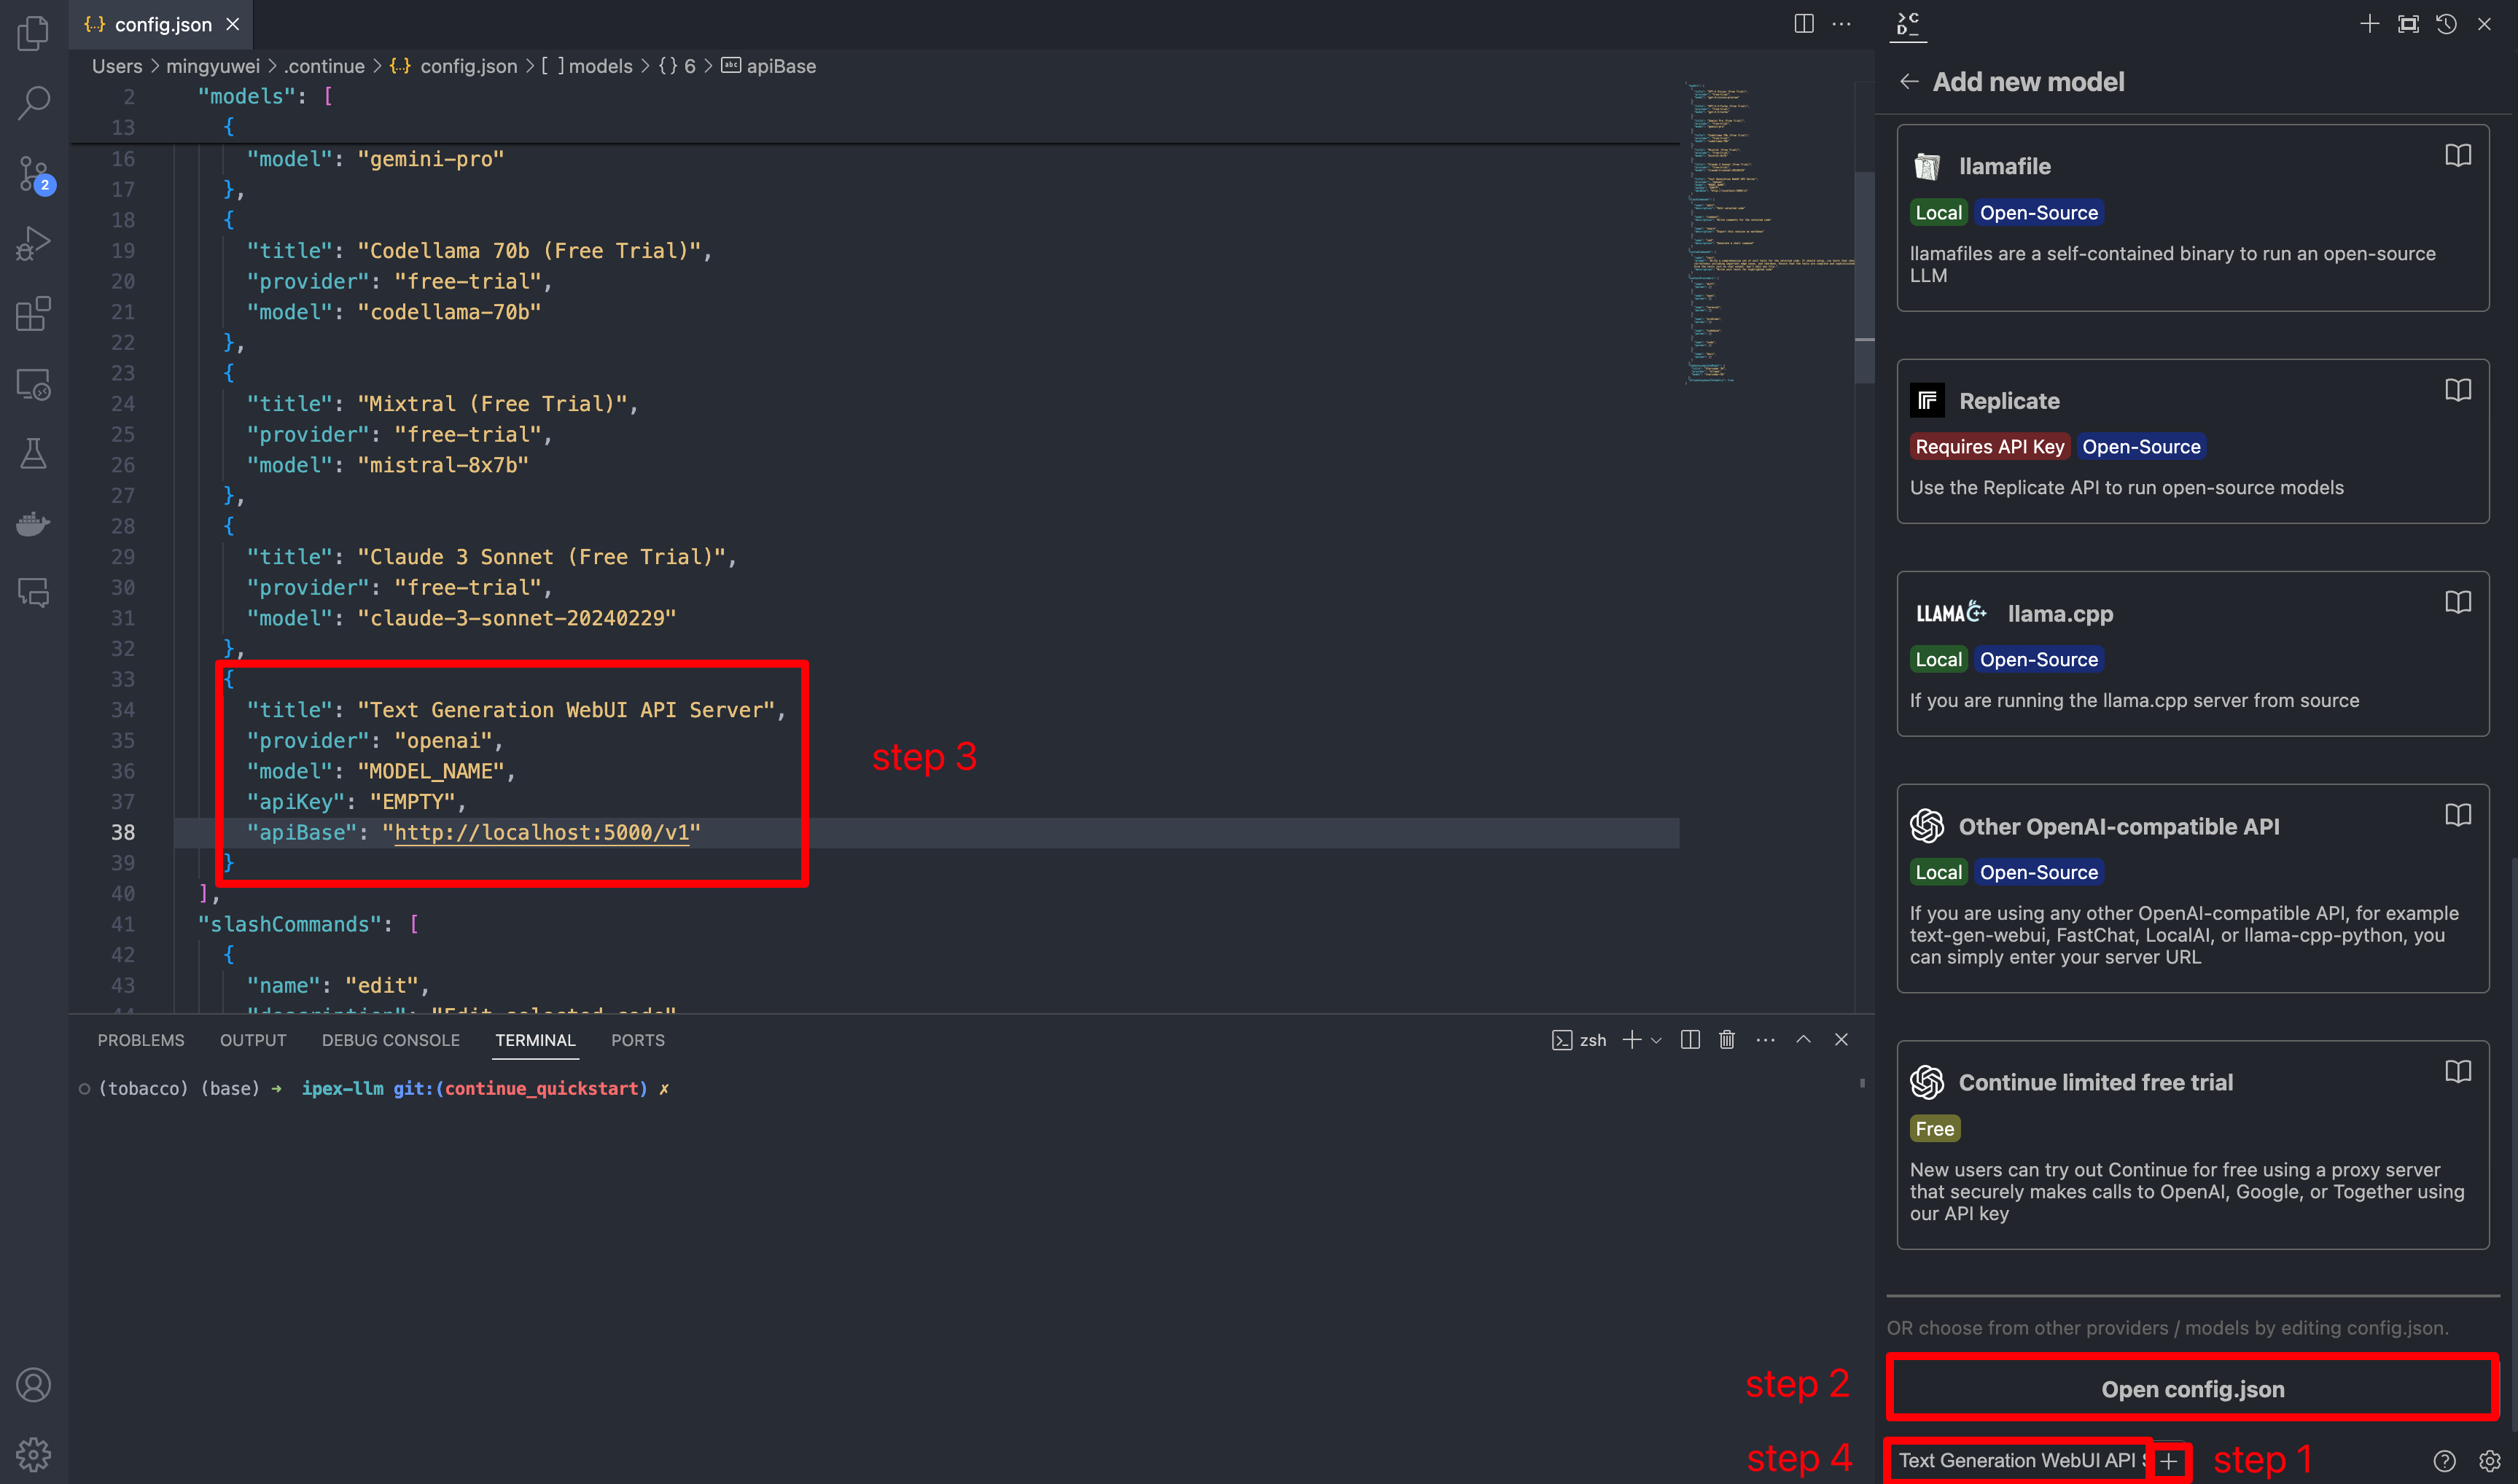 config.json
Users > mingyuwei > .continue > {..} config.json > [ ] models > {} 6 > abc apiBase
2 "models": [
13 {
16 "model": "gemini-pro"
17 },
18 {
19 "title": "Codellama 70b (Free Trial)",
20 "provider": "free-trial",
21 "model": "codellama-70b"
22 },
23 {
24 "title": "Mixtral (Free Trial)",
25 "provider": "free-trial",
26 "model": "mistral-8x7b"
27 },
28 {
29 "title": "Claude 3 Sonnet (Free Trial)",
30 "provider": "free-trial",
31 "model": "claude-3-sonnet-20240229"
32 },
33 {
34 "title": "Text Generation WebUI API Server",
35 "provider": "openai",
36 "model": "MODEL_NAME",
37 "apiKey": "EMPTY",
38 "apiBase": "http://localhost:5000/v1"
39 }
40 ],
41 "slashCommands": [
42 {
43 "name": "edit",
44 "description": "Edit selected code"
step 3
2
PROBLEMS OUTPUT DEBUG CONSOLE TERMINAL PORTS
zsh
(tobacco) (base) → ipex-llm git:(continue_quickstart) ✗
>C
D_
Add new model
llamafile
Local Open-Source
llamafiles are a self-contained binary to run an open-source
LLM
Replicate
Requires API Key Open-Source
Use the Replicate API to run open-source models
LLAMA C++ llama.cpp
Local Open-Source
If you are running the llama.cpp server from source
Other OpenAI-compatible API
Local Open-Source
If you are using any other OpenAI-compatible API, for example
text-gen-webui, FastChat, LocalAI, or llama-cpp-python, you
can simply enter your server URL
Continue limited free trial
Free
New users can try out Continue for free using a proxy server
that securely makes calls to OpenAI, Google, or Together using
our API key
OR choose from other providers / models by editing config.json.
step 2
Open config.json
step 4
Text Generation WebUI API S
+
step 1